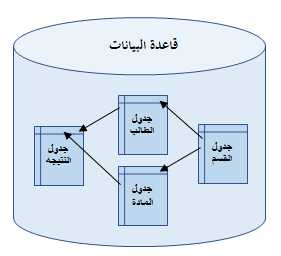 قاعدة البيانات
جدول
الطالب
جدول
القسم
جدول
النتيجه
جدول
المادة